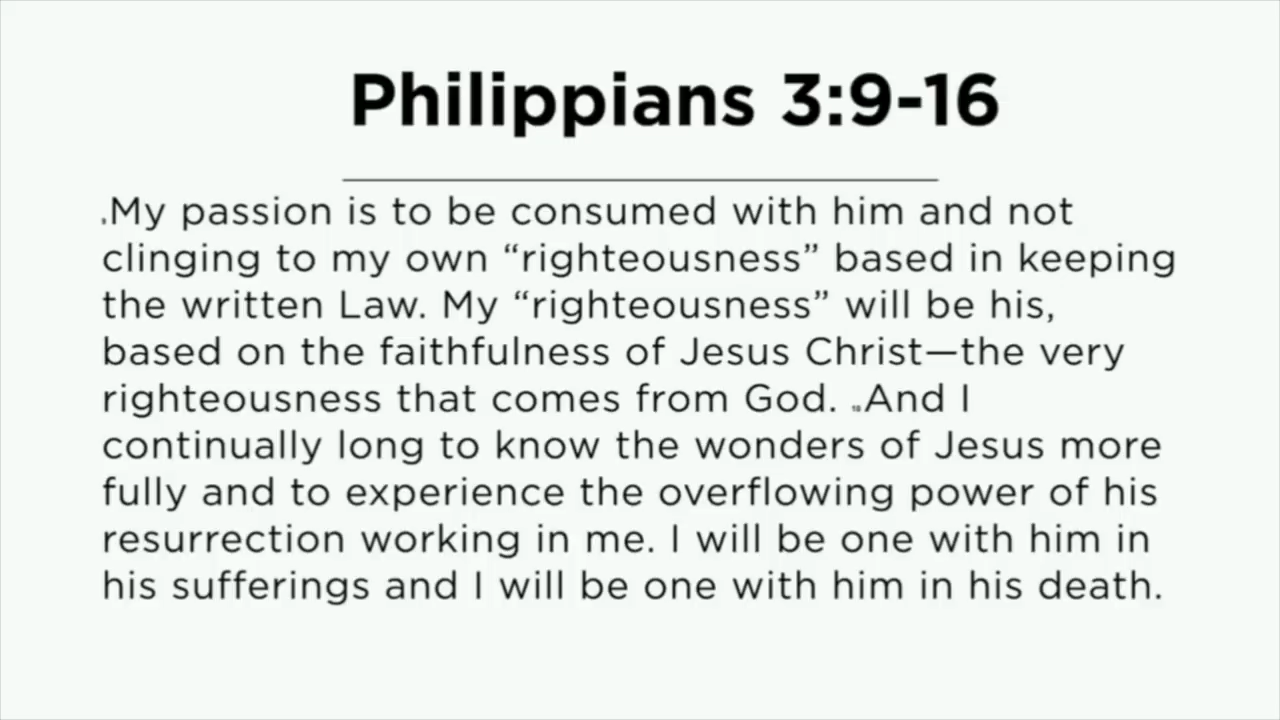 Philippians 3:9-16
My passion is to be consumed with him and not
clinging to my own “righteousness” based in keeping
the written Law. My “righteousness” will be his,
based on the faithfulness of Jesus Christ—the very
righteousness that comes from God. And I
continually long to know the wonders of Jesus more
fully and to experience the overflowing power of his
resurrection working in me. I will be one with him in
his sufferings and I will be one with him in his death.